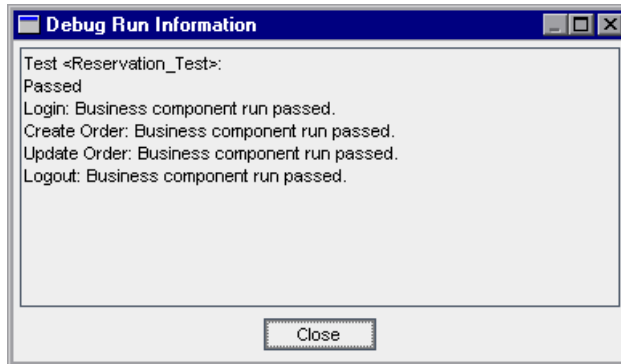 Debug Run Information
Test <Reservation_Test>:
Passed
Login: Business component run passed.
Create Order: Business component run passed.
Update Order: Business component run passed.
Logout: Business component run passed.
Close